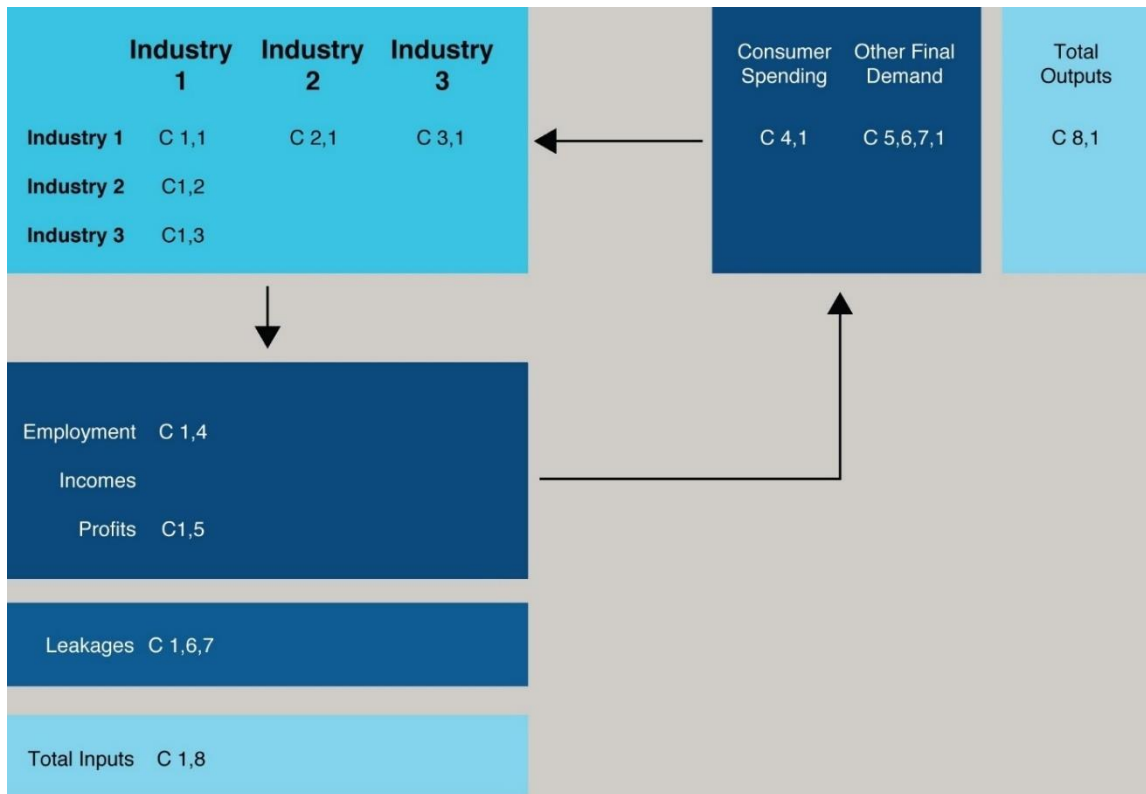 Industry Industry Industry Consumer Other Final Total
1 2 3 Spending Demand Outputs
Industry 1 C 1,1 C 2,1 C 3,1 C 4,1 C 5,6,7,1 C 8,1
Industry 2 C1,2
Industry 3 C1,3
Employment C 1,4
Incomes
Profits C1,5
Leakages C 1,6,7
Total Inputs C 1,8